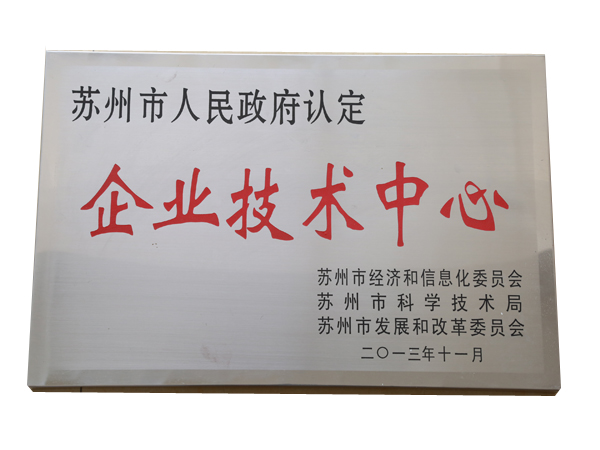 苏州市人民政府认定
企业技术中心
苏州市经济和信息化委员会
苏州市科学技术局
苏州市发展和改革委员会
二〇一三年十一月